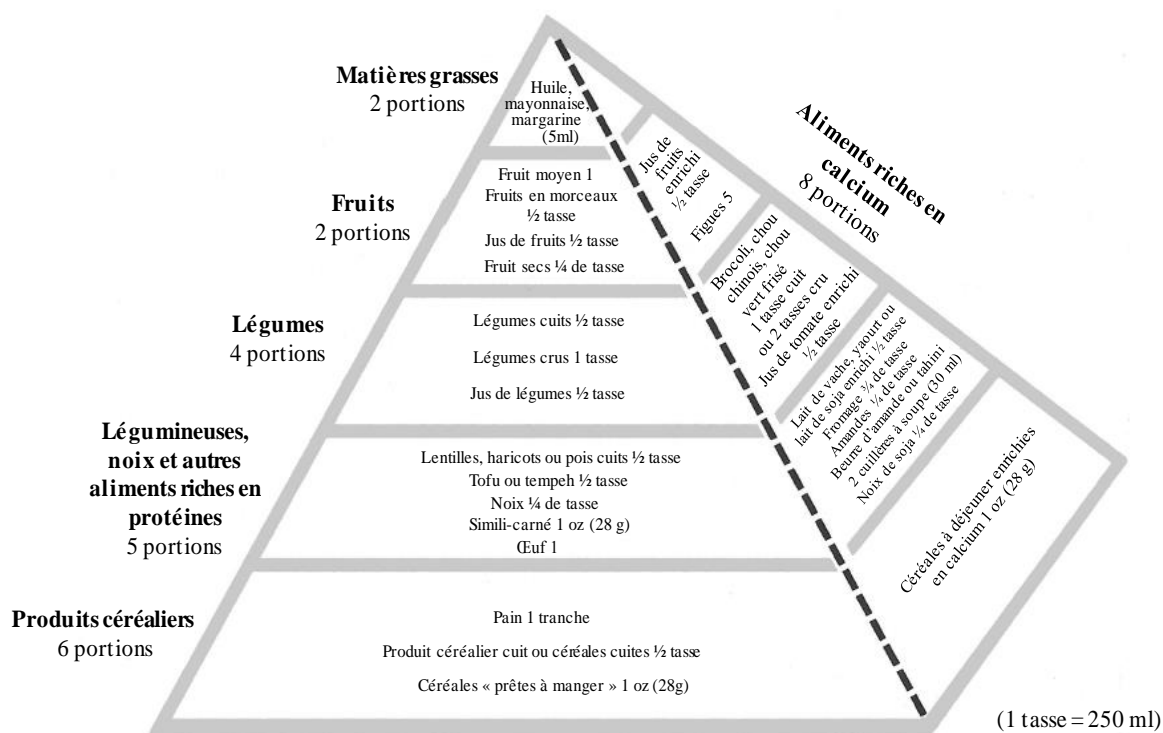 Matières grasses
2 portions
Huile,
mayonnaise,
margarine
(5ml)
Fruits
2 portions
Fruit moyen 1
Fruits en morceaux
½ tasse
Jus de fruits ½ tasse
Fruit secs ¼ de tasse
Légumes
4 portions
Légumes cuits ½ tasse
Légumes crus 1 tasse
Jus de légumes ½ tasse
Légumineuses,
noix et autres
aliments riches en
protéines
5 portions
Lentilles, haricots ou pois cuits ½ tasse
Tofu ou tempeh ½ tasse
Noix ¼ de tasse
Simili-carné 1 oz (28 g)
Œuf 1
Produits céréaliers
6 portions
Pain 1 tranche
Produit céréalier cuit ou céréales cuites ½ tasse
Céréales « prêtes à manger » 1 oz (28g)
Aliments riches en
calcium
8 portions
Jus de
fruits
enrichi
½ tasse
Figues 5
Brocoli, chou
chinois, chou
vert frisé
1 tasse cuit
ou 2 tasses cru
Jus de tomate enrichi
½ tasse
Lait de vache, yaourt ou
lait de soja enrichi ½ tasse
Fromage ¾ de tasse
Amandes ¼ de tasse
Beurre d'amande ou tahini
2 cuillères à soupe (30 ml)
Noix de soja ¼ de tasse
Céréales à déjeuner enrichies
en calcium 1 oz (28 g)
(1 tasse = 250 ml)